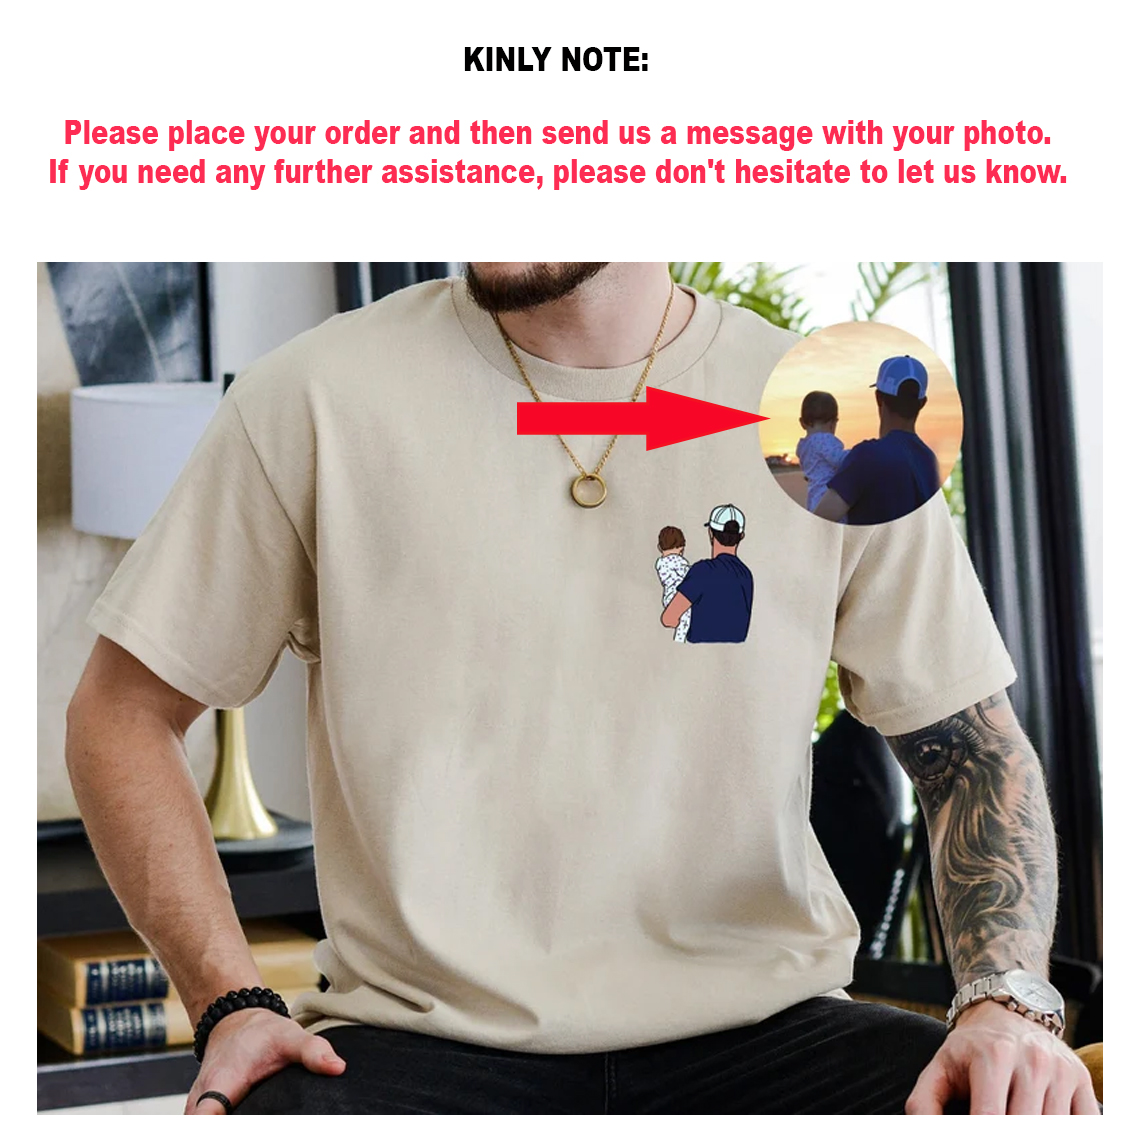 KINLY NOTE:
Please place your order and then send us a message with your photo.
If you need any further assistance, please don't hesitate to let us know.